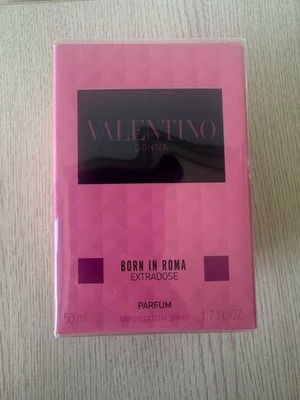 VALENTINO
DONNA
BORN IN ROMA
EXTRADOSE
PARFUM
50 ml VAPORISATEUR SPRAY 1.7 FL.OZ.